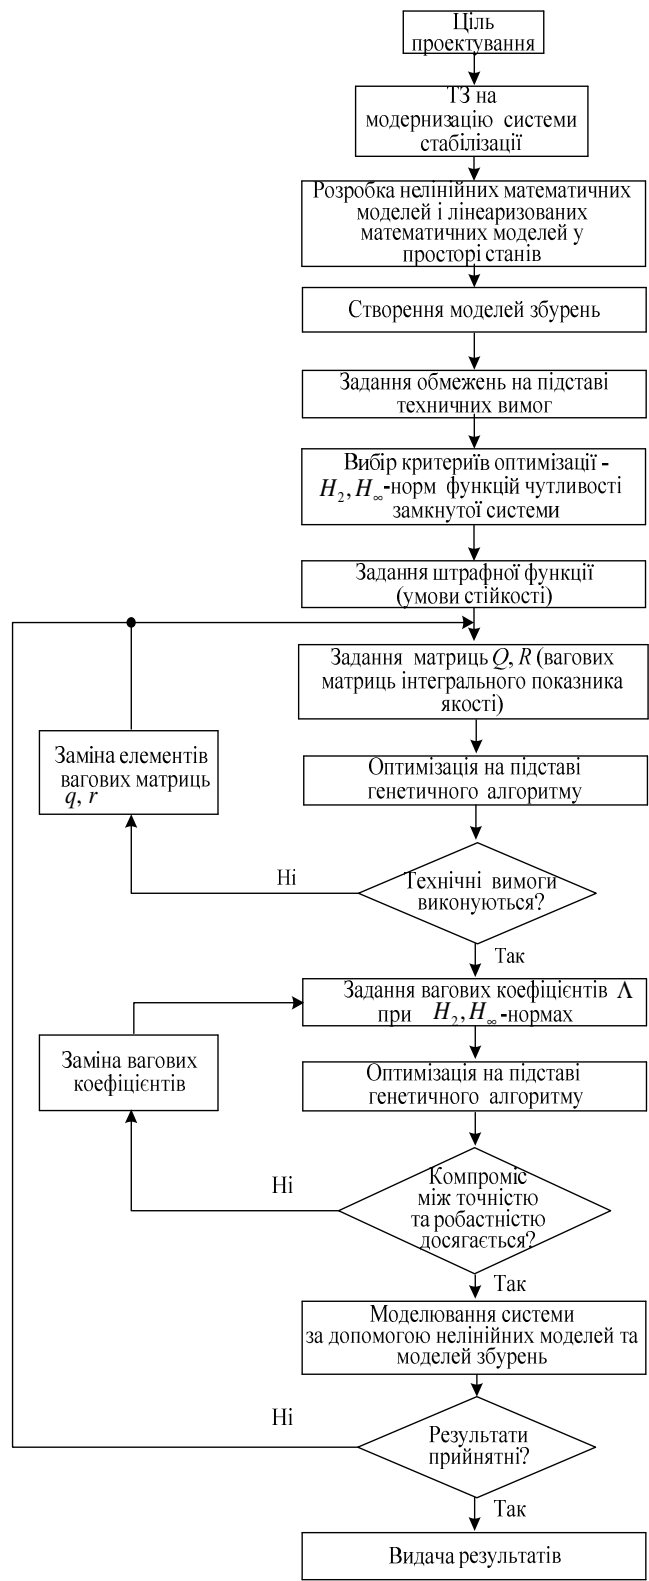 Ціль
проектування
ТЗ на
модернизацію системи
стабілізації
Розробка нелінійних математичних
моделей і лінеаризованих
математичних моделей у
просторі станів
Створення моделей збурень
Задання обмежень на підставі
техничних вимог
Вибір критериїв оптимізації -
H₂, H∞-норм функцій чутливості
замкнутої системи
Задання штрафної функції
(умови стійкості)
Задання матриць Q, R (вагових
матриць інтегрального показника
якості)
Заміна елементів
вагових матриць
q, r
Оптимізація на підставі
генетичного алгоритму
Ні
Технічні вимоги
виконуються?
Так
Задання вагових коефіцієнтів Λ
при H₂, H∞-нормах
Заміна вагових
коефіцієнтів
Оптимізація на підставі
генетичного алгоритму
Ні
Компроміс
між точністю
та робастністю
досягається?
Так
Моделювання системи
за допомогою нелінійних моделей та
моделей збурень
Ні
Результати
прийнятні?
Так
Видача результатів